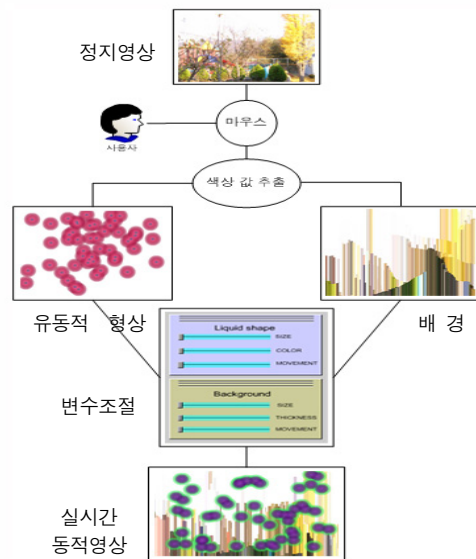 정지영상
마우스
사용자
색상 값 추출
유동적 형상
배 경
Liquid shape
SIZE
COLOR
MOVEMENT
변수조절
Background
SIZE
THICKNESS
MOVEMENT
실시간
동적영상